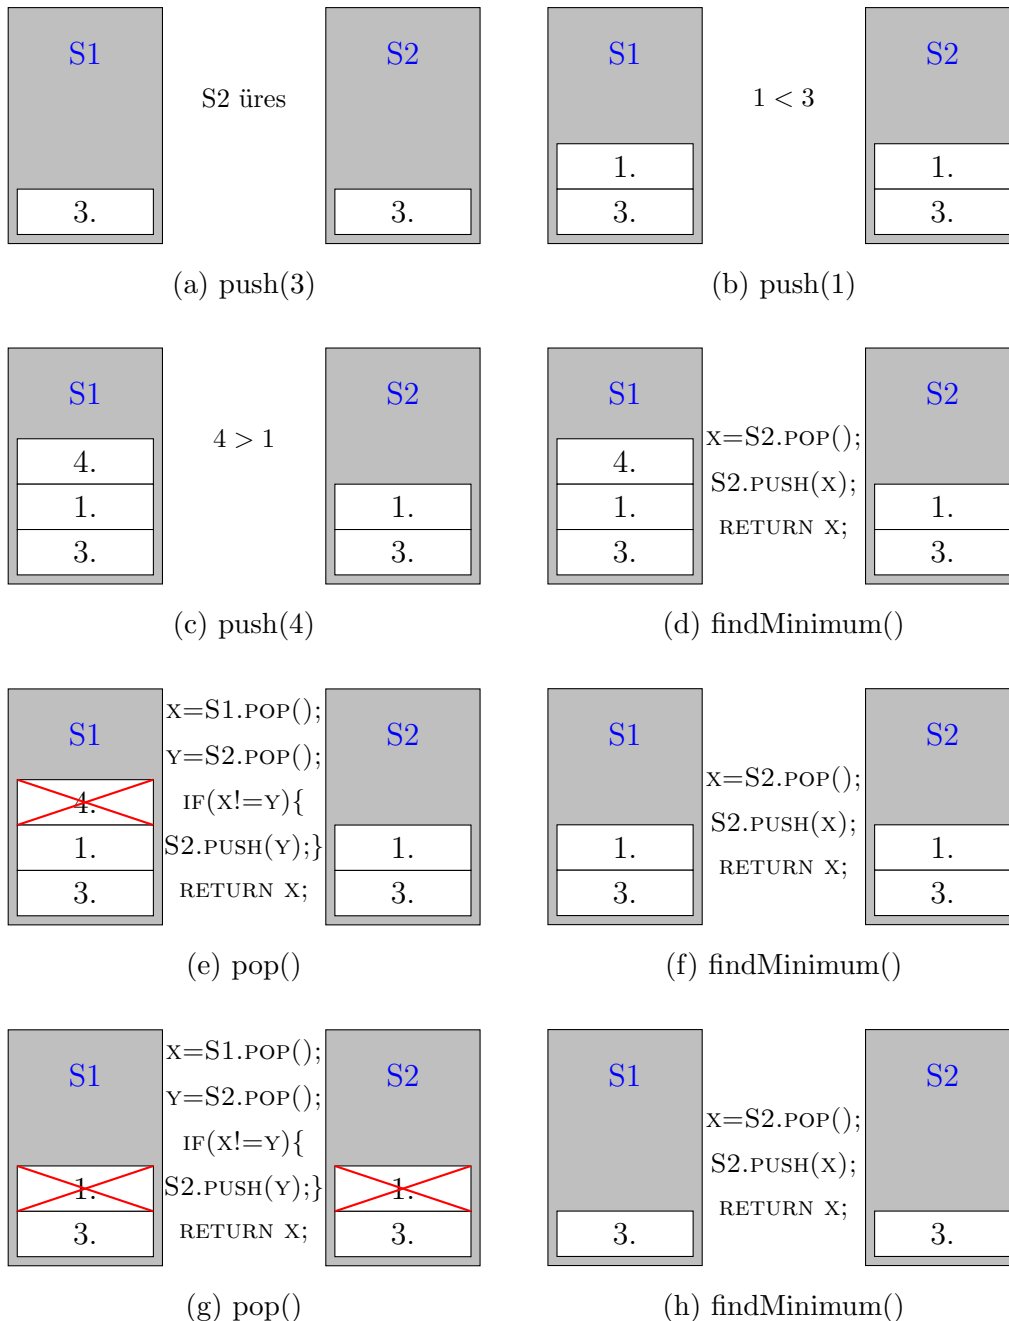 S1
S2 üres
S2
3.
3.
(a) push(3)
S1
1 < 3
S2
1.
3.
1.
3.
(b) push(1)
S1
4 > 1
S2
4.
1.
3.
1.
3.
(c) push(4)
S1
X=S2.POP();
S2.PUSH(X);
RETURN X;
S2
4.
1.
3.
1.
3.
(d) findMinimum()
S1
X=S1.POP();
Y=S2.POP();
IF(X!=Y){
S2.PUSH(Y);}
RETURN X;
S2
4.
1.
3.
1.
3.
(e) pop()
S1
X=S2.POP();
S2.PUSH(X);
RETURN X;
S2
1.
3.
1.
3.
(f) findMinimum()
S1
X=S1.POP();
Y=S2.POP();
IF(X!=Y){
S2.PUSH(Y);}
RETURN X;
S2
1.
3.
1.
3.
(g) pop()
S1
X=S2.POP();
S2.PUSH(X);
RETURN X;
S2
3.
3.
(h) findMinimum()